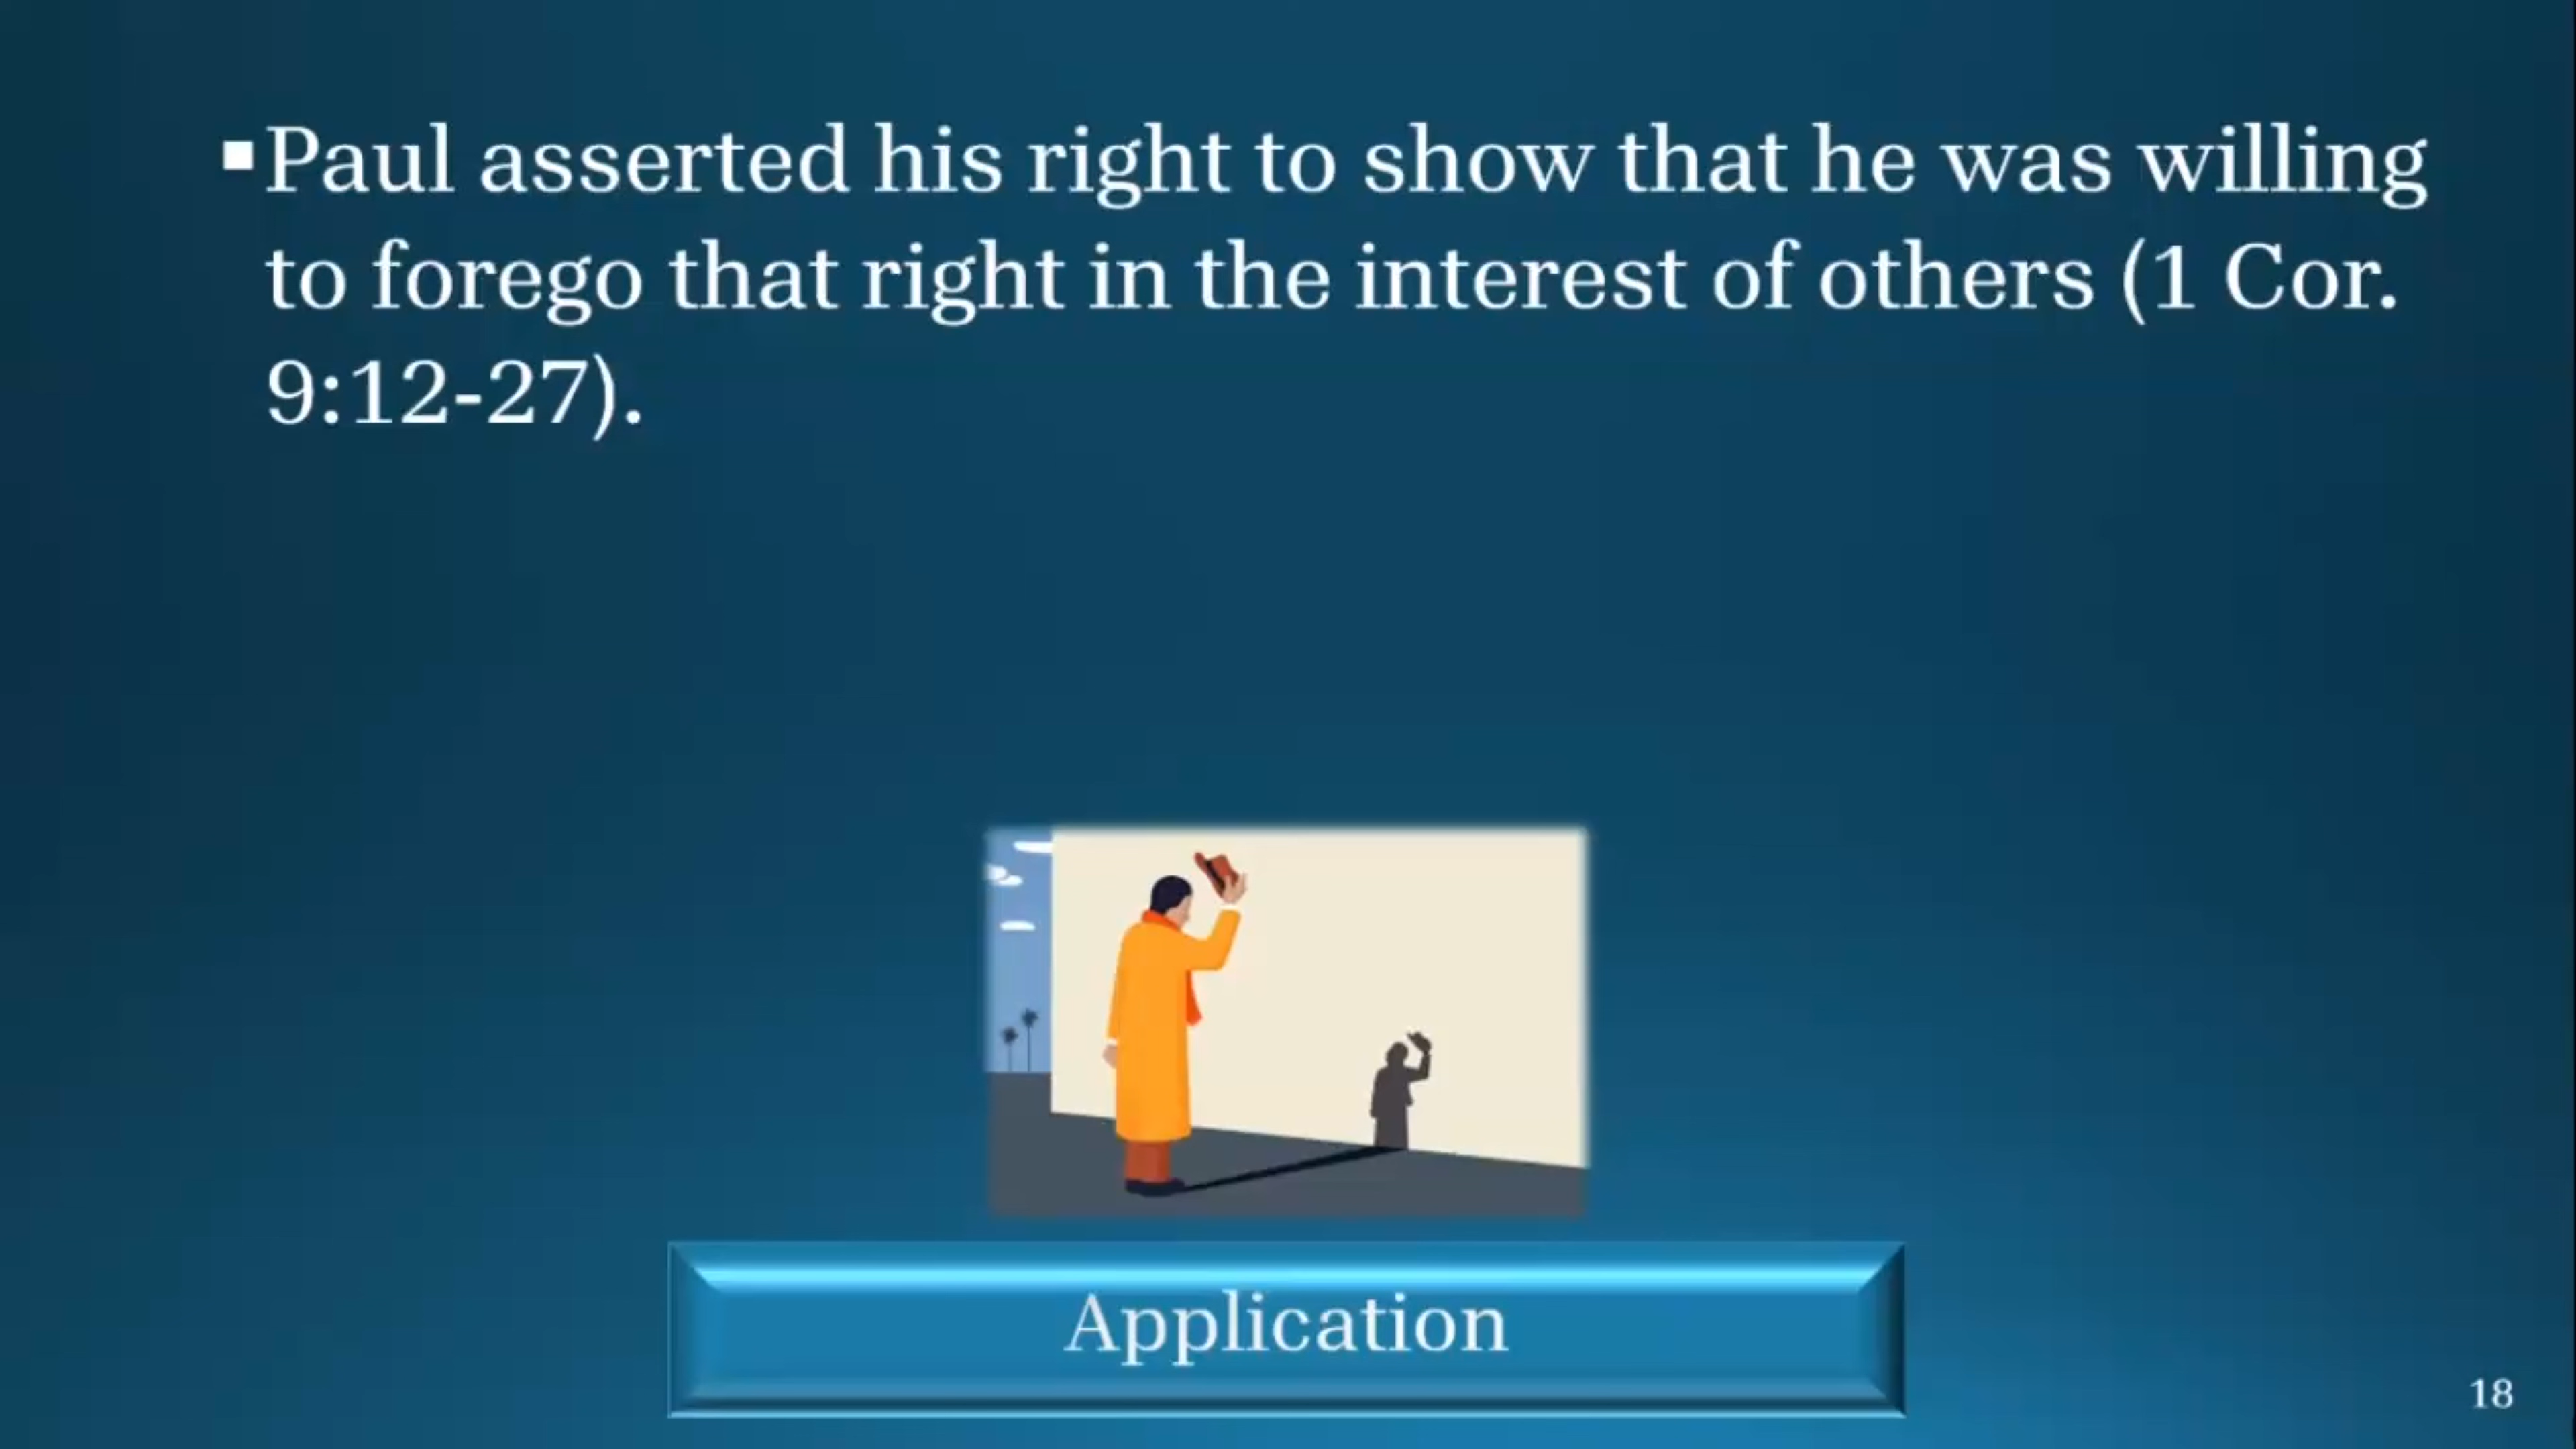 ▪Paul asserted his right to show that he was willing
to forego that right in the interest of others (1 Cor.
9:12-27).
Application
18